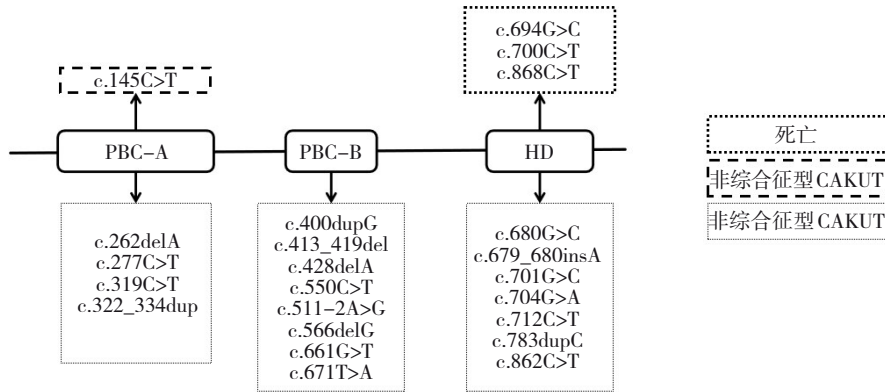 c.694G>C
c.700C>T
c.868C>T
c.145C>T
PBC-A
PBC-B
HD
c.262delA
c.277C>T
c.319C>T
c.322_334dup
c.400dupG
c.413_419del
c.428delA
c.550C>T
c.511-2A>G
c.566delG
c.661G>T
c.671T>A
c.680G>C
c.679_680insA
c.701G>C
c.704G>A
c.712C>T
c.783dupC
c.862C>T
死亡
非综合征型CAKUT
非综合征型CAKUT